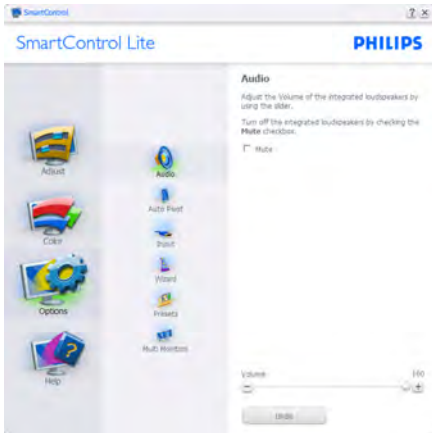 SmartControl
SmartControl Lite
PHILIPS
Audio
Adjust the Volume of the integrated loudspeakers by
using the slider.
Turn off the integrated loudspeakers by checking the
Mute checkbox.
Mute
Adjust
Color
Options
Help
Audio
Auto Pivot
Input
Wizard
Presets
Multi Monitors
Volume
Undo